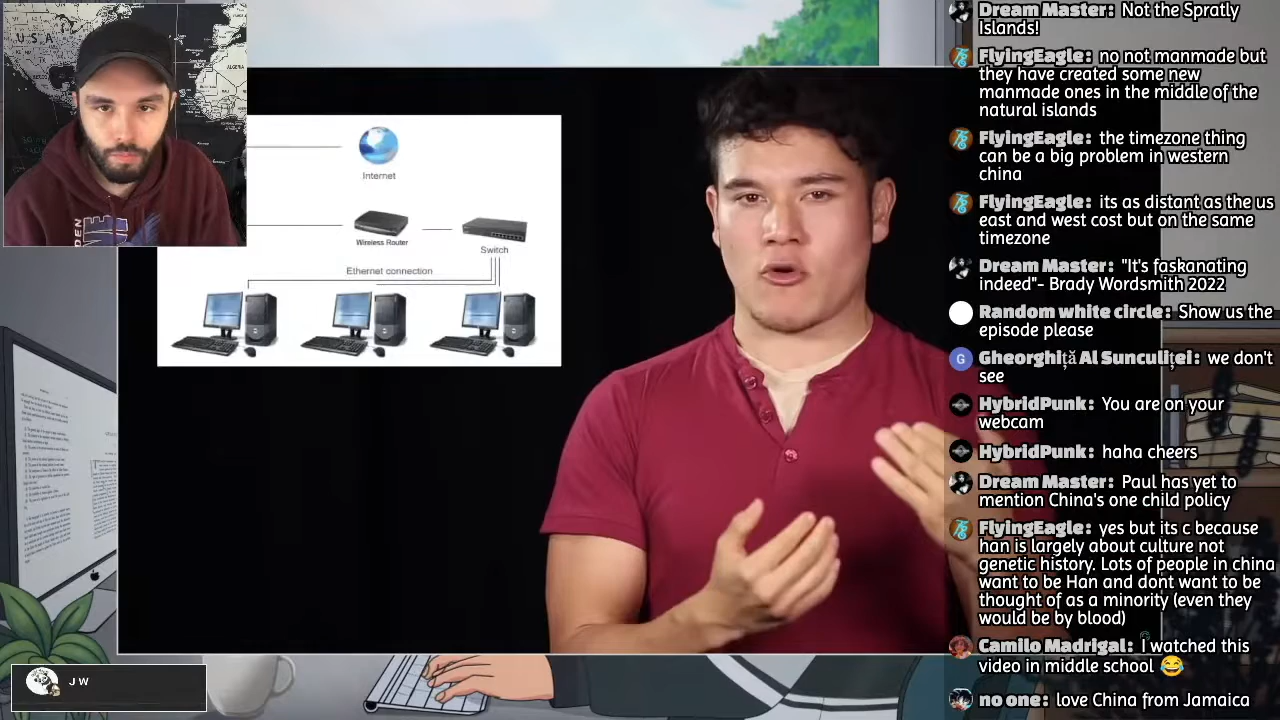 U S A
DEN
Internet
Wireless Router
Switch
Ethernet connection
J W
Dream Master: Not the Spratly
Islands!
FlyingEagle: no not manmade but
they have created some new
manmade ones in the middle of the
natural islands
FlyingEagle: the timezone thing
can be a big problem in western
china
FlyingEagle: its as distant as the us
east and west cost but on the same
timezone
Dream Master: "It's faskanating
indeed"- Brady Wordsmith 2022
Random white circle: Show us the
episode please
G
Gheorghiță Al Sunculiței: we don't
see
HybridPunk: You are on your
webcam
HybridPunk: haha cheers
Dream Master: Paul has yet to
mention China's one child policy
FlyingEagle: yes but its c because
han is largely about culture not
genetic history. Lots of people in china
want to be Han and dont want to be
thought of as a minority (even they
would be by blood)
Camilo Madrigal: i watched this
video in middle school 😂
no one: love China from Jamaica